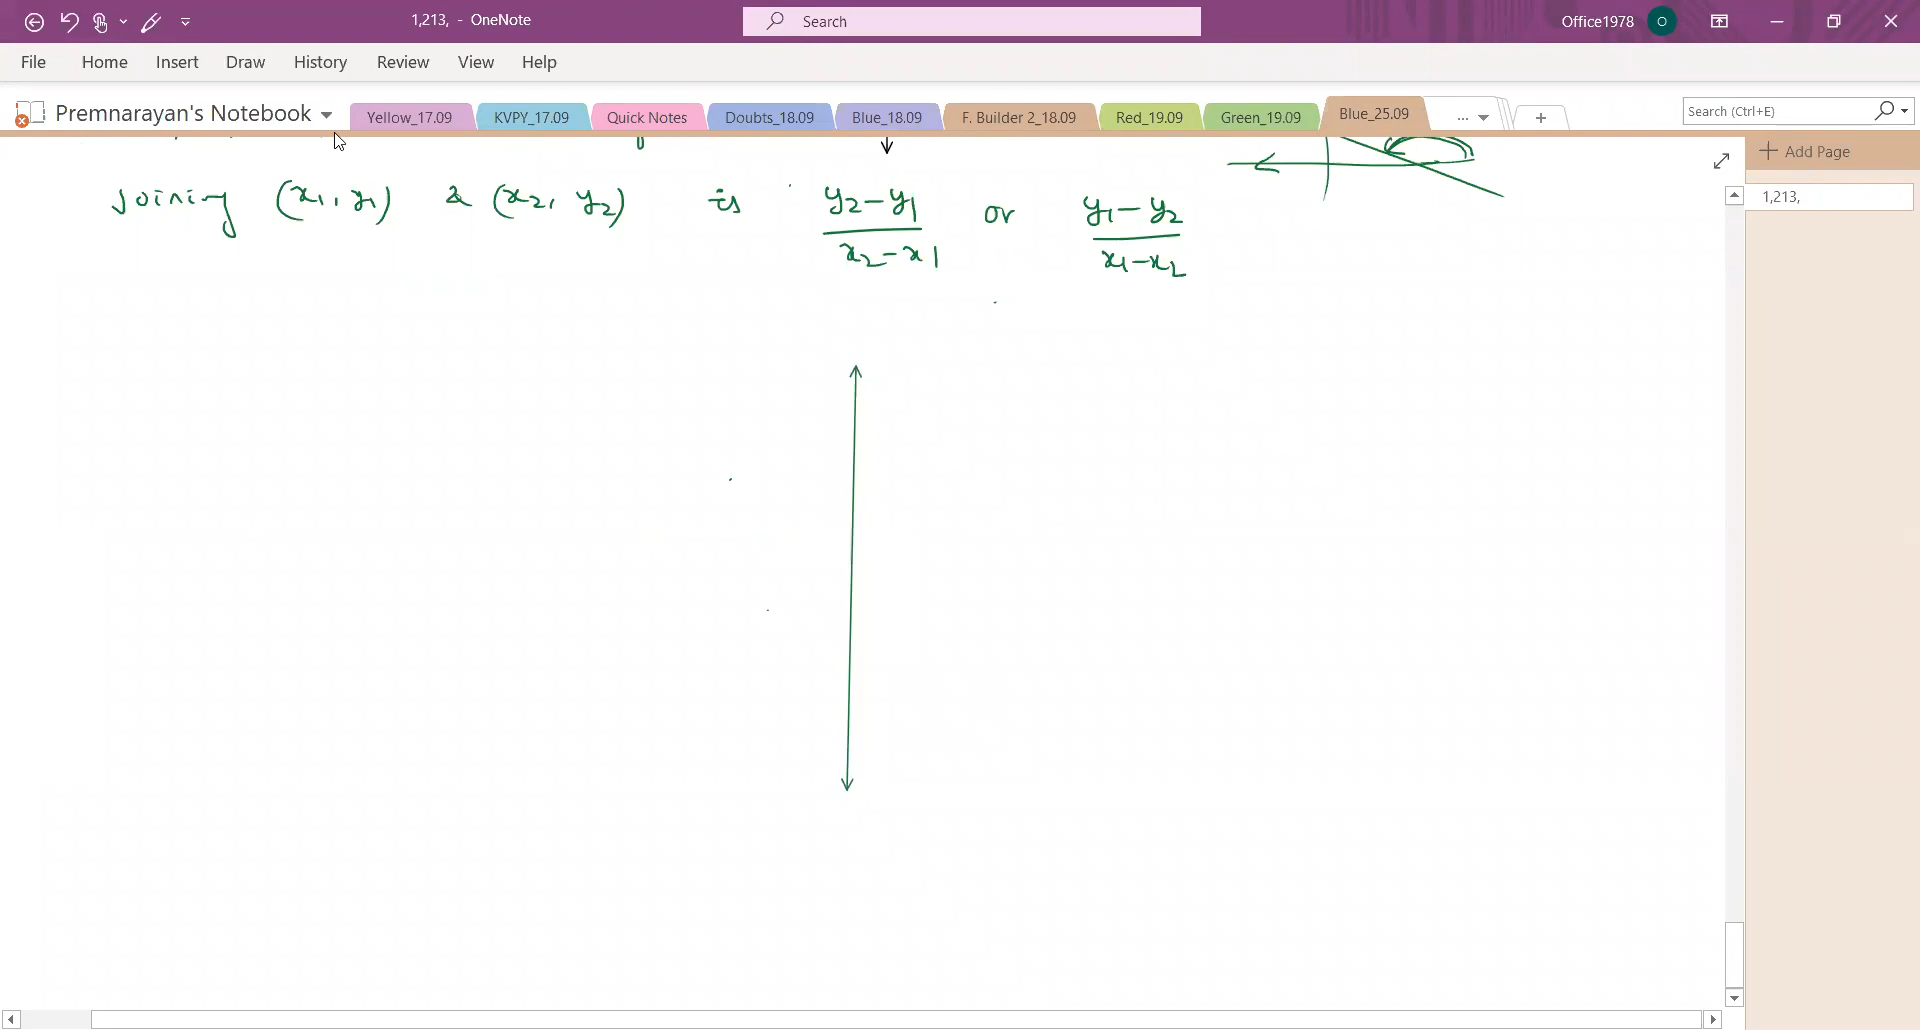 1,213, - OneNote
Search
Office1978
O
File Home Insert Draw History Review View Help
Premnarayan's Notebook
Yellow_17.09 KVPY_17.09 Quick Notes Doubts_18.09 Blue_18.09 F. Builder 2_18.09 Red_19.09 Green_19.09 Blue_25.09 ... +
Search (Ctrl+E)
Add Page
1,213,
Joining (x₁, y₁) & (x₂, y₂) is y₂-y₁/x₂-x₁ or y₁-y₂/x₁-x₂